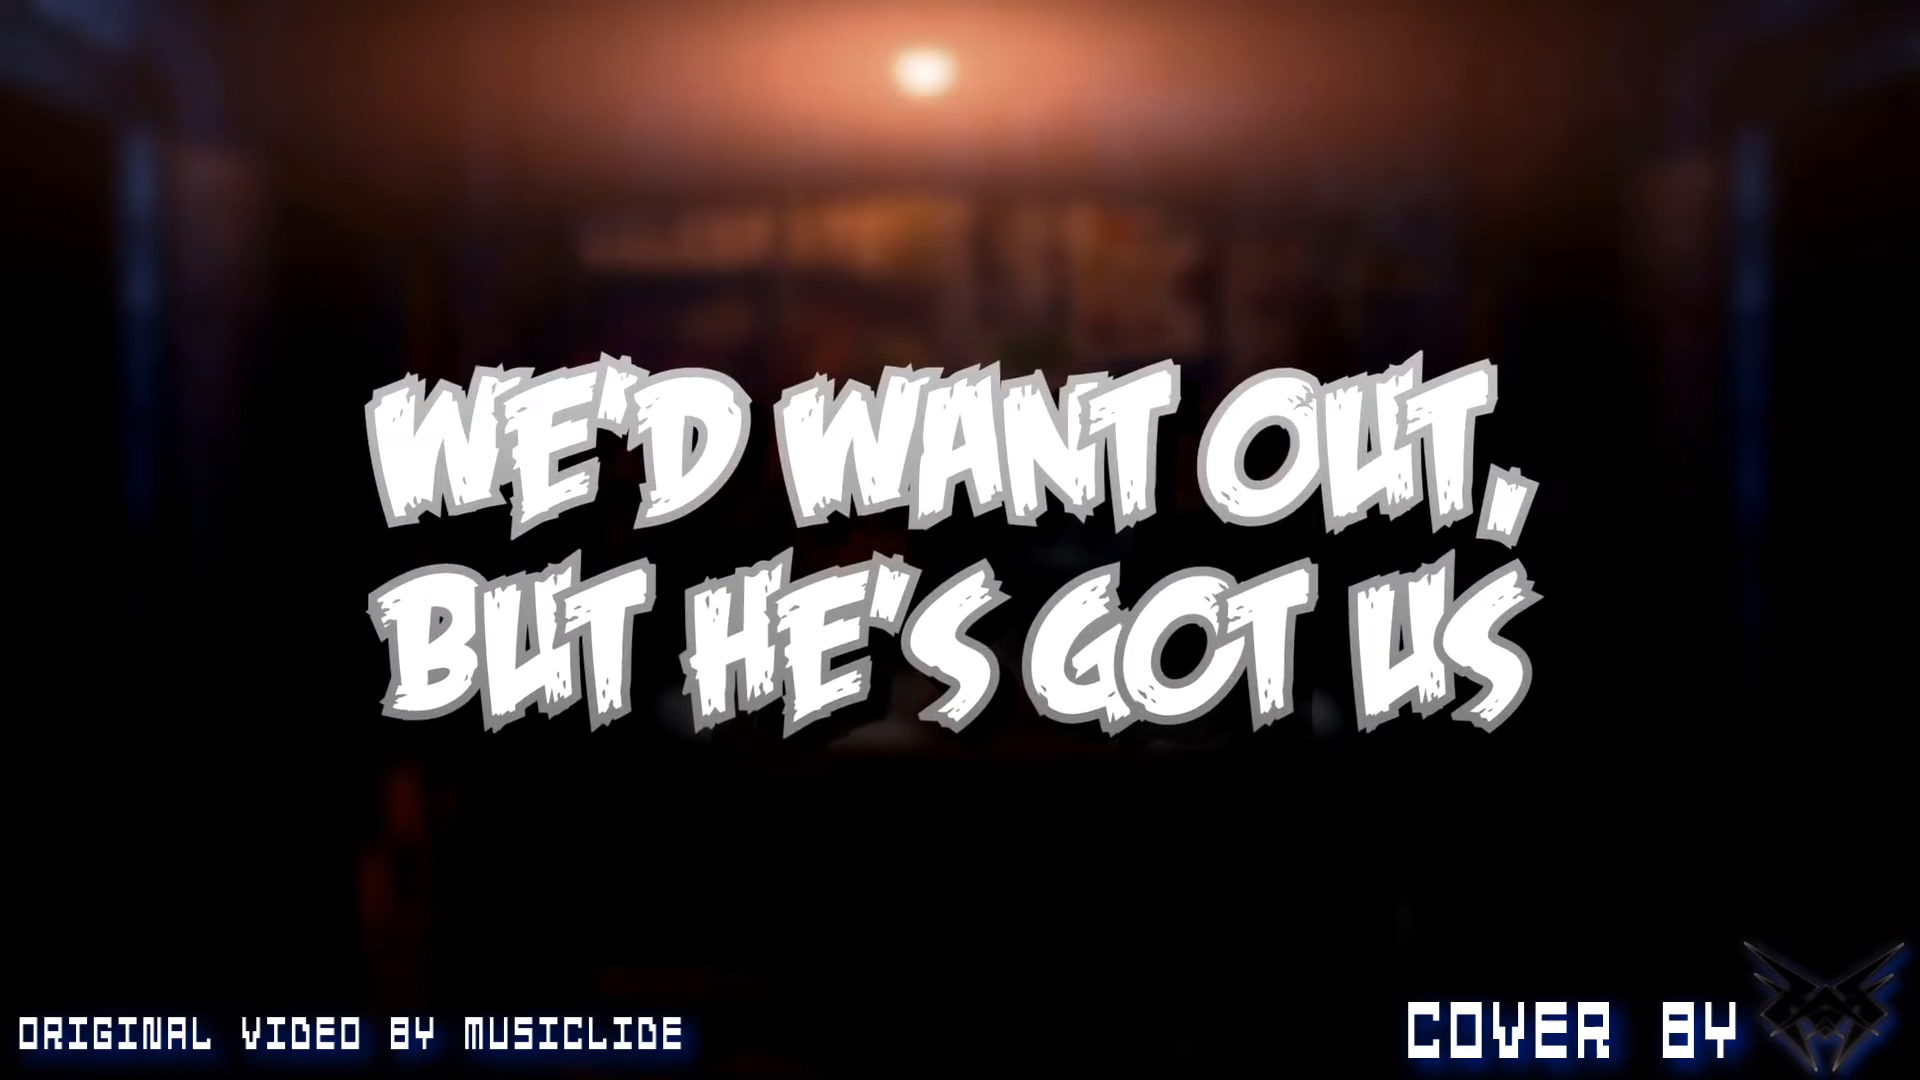 WE'D WANT OUT,
BUT HE'S GOT US
ORIGINAL VIDEO BY MUSICLIDE
COVER BY